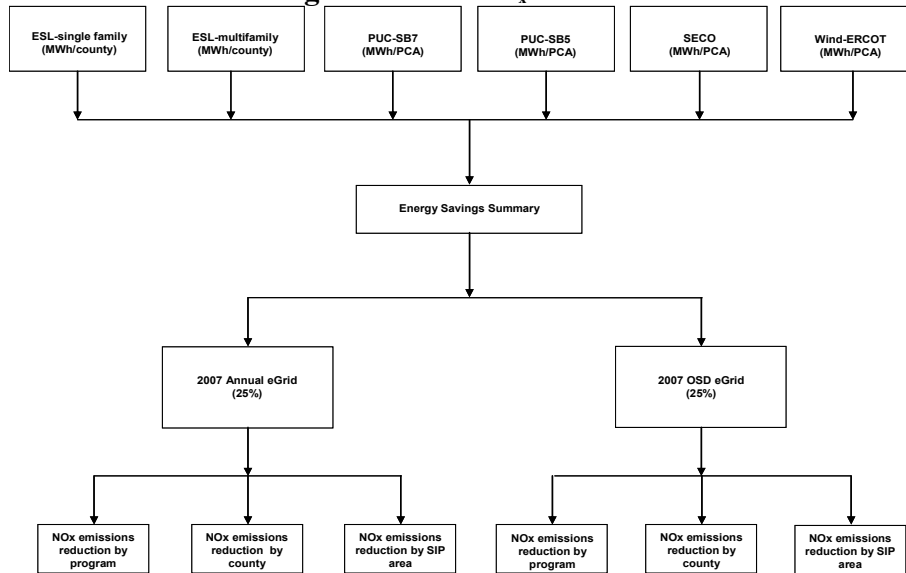 ESL-single family
(MWh/county)
ESL-multifamily
(MWh/county)
PUC-SB7
(MWh/PCA)
PUC-SB5
(MWh/PCA)
SECO
(MWh/PCA)
Wind-ERCOT
(MWh/PCA)
Energy Savings Summary
2007 Annual eGrid
(25%)
2007 OSD eGrid
(25%)
NOx emissions
reduction by
program
NOx emissions
reduction by
county
NOx emissions
reduction by SIP
area
NOx emissions
reduction by
program
NOx emissions
reduction by
county
NOx emissions
reduction by SIP
area